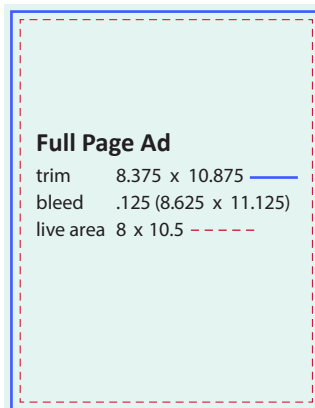 Full Page Ad
trim 8.375 x 10.875
bleed .125 (8.625 x 11.125)
live area 8 x 10.5